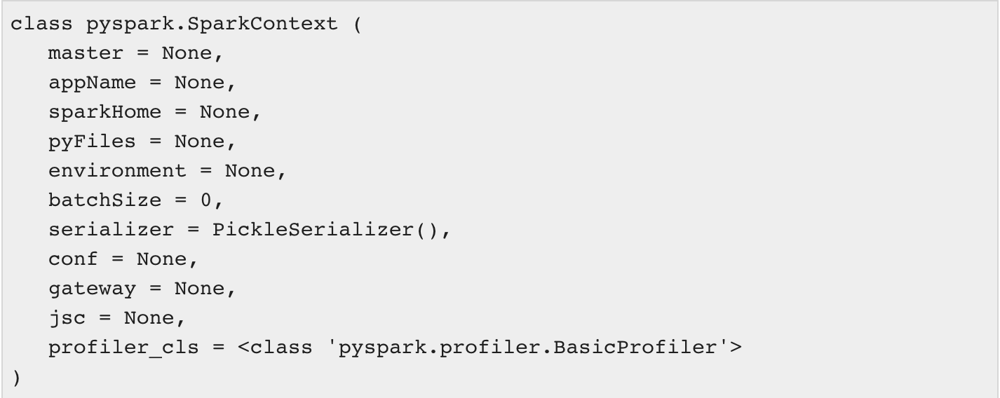 class pyspark.SparkContext (
   master = None,
   appName = None,
   sparkHome = None,
   pyFiles = None,
   environment = None,
   batchSize = 0,
   serializer = PickleSerializer(),
   conf = None,
   gateway = None,
   jsc = None,
   profiler_cls = <class 'pyspark.profiler.BasicProfiler'>
)